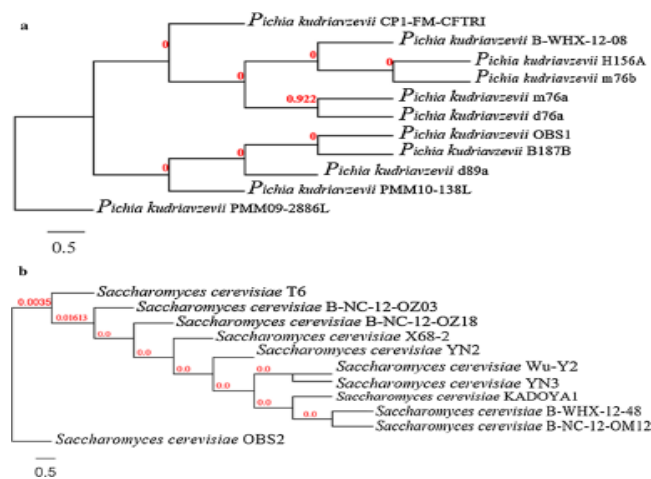 a
Pichia kudriavzevii CP1-FM-CFTRI
0
Pichia kudriavzevii B-WHX-12-08
0
Pichia kudriavzevii H156A
0
0
Pichia kudriavzevii m76b
0.922
Pichia kudriavzevii m76a
Pichia kudriavzevii d76a
0
Pichia kudriavzevii OBS1
0
Pichia kudriavzevii B187B
0
Pichia kudriavzevii d89a
Pichia kudriavzevii PMM10-138L
Pichia kudriavzevii PMM09-2886L
0.5
b
Saccharomyces cerevisiae T6
0.0035
Saccharomyces cerevisiae B-NC-12-OZ03
0.01613
Saccharomyces cerevisiae B-NC-12-OZ18
0.0
Saccharomyces cerevisiae X68-2
0.0
Saccharomyces cerevisiae YN2
0.0
Saccharomyces cerevisiae Wu-Y2
0.0
0.0
Saccharomyces cerevisiae YN3
Saccharomyces cerevisiae KADOYA1
0.0
Saccharomyces cerevisiae B-WHX-12-48
0.0
Saccharomyces cerevisiae B-NC-12-OM12
Saccharomyces cerevisiae OBS2
0.5